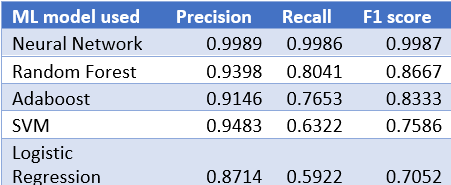 ML model used Precision Recall F1 score
Neural Network 0.9989 0.9986 0.9987
Random Forest 0.9398 0.8041 0.8667
Adaboost 0.9146 0.7653 0.8333
SVM 0.9483 0.6322 0.7586
Logistic
Regression 0.8714 0.5922 0.7052